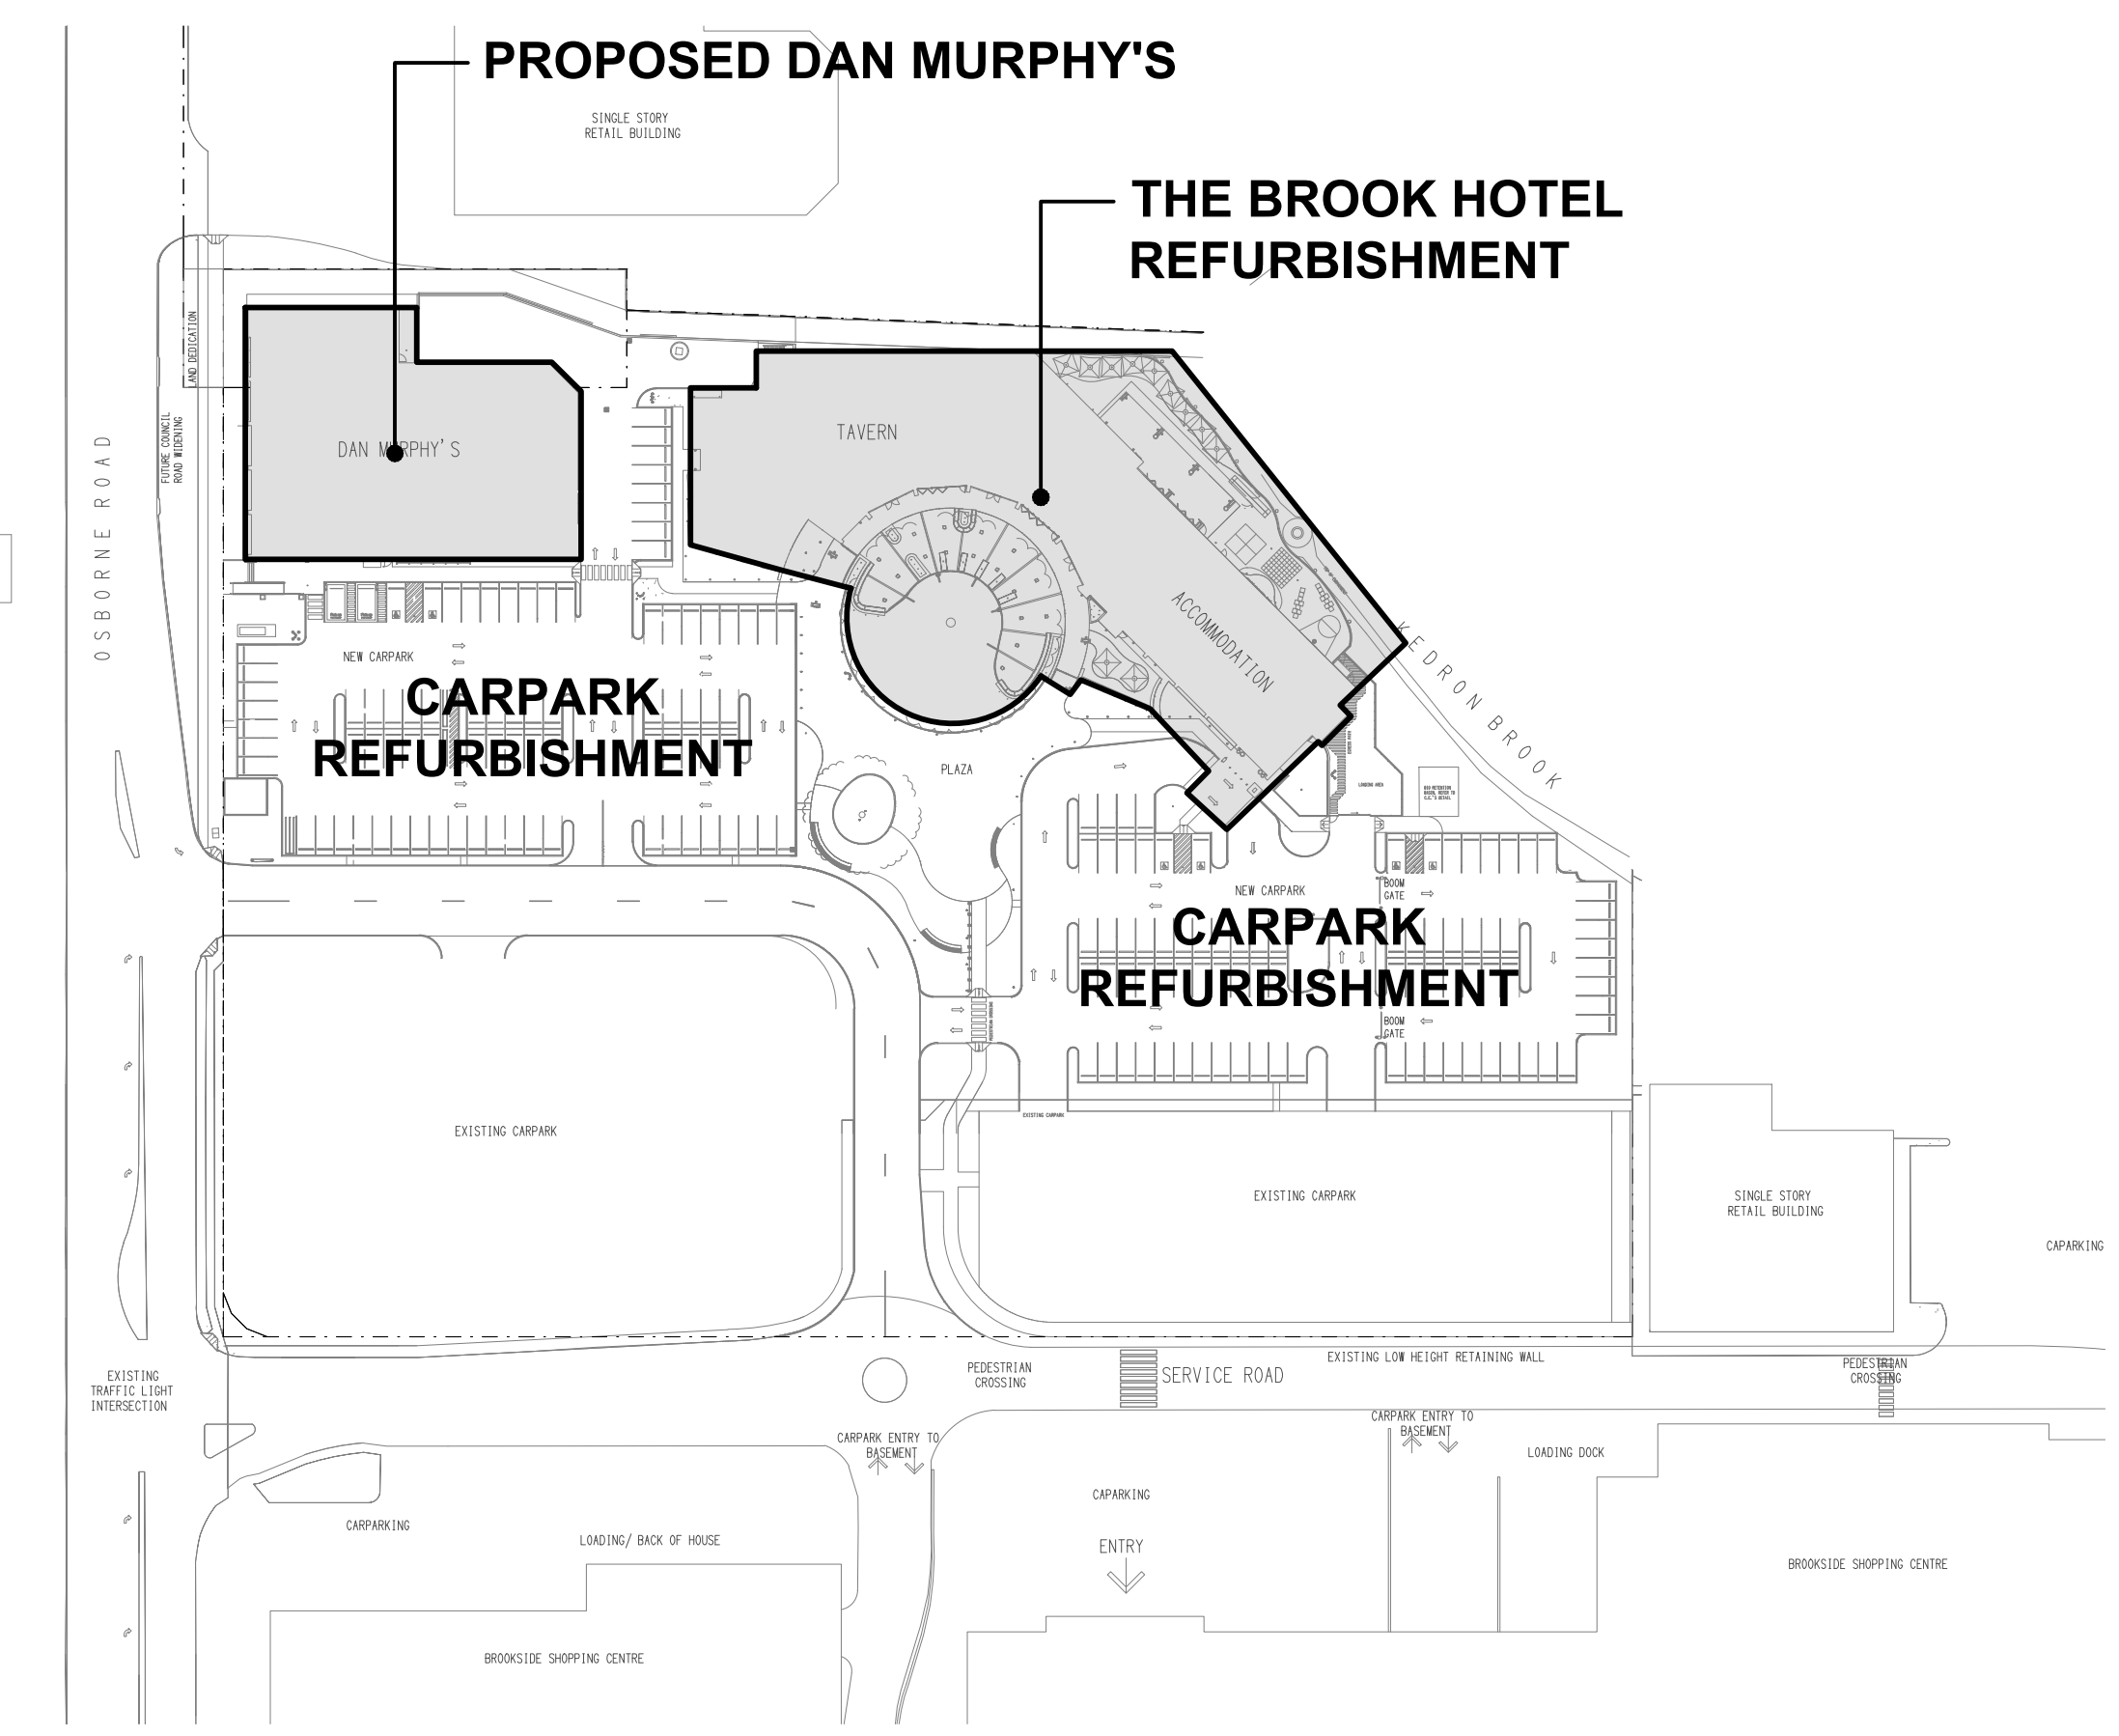 PROPOSED DAN MURPHY'S
SINGLE STORY
RETAIL BUILDING
THE BROOK HOTEL
REFURBISHMENT
LAND DEDICATION
FUTURE COUNCIL
ROAD WIDENING
OSBORNE ROAD
DAN MURPHY'S
TAVERN
ACCOMMODATION
KEDRON BROOK
NEW CARPARK
CARPARK
REFURBISHMENT
PLAZA
LOADING AREA
NEW CARPARK
BOOM
GATE
CARPARK
REFURBISHMENT
BOOM
GATE
PEDESTRIAN CROSSING
EXISTING CARPARK
EXISTING CARPARK
EXISTING CARPARK
SINGLE STORY
RETAIL BUILDING
CAPARKING
EXISTING
TRAFFIC LIGHT
INTERSECTION
PEDESTRIAN
CROSSING
SERVICE ROAD
EXISTING LOW HEIGHT RETAINING WALL
PEDESTRIAN
CROSSING
CARPARK ENTRY TO
BASEMENT
CARPARK ENTRY TO
BASEMENT
LOADING DOCK
CAPARKING
CARPARKING
LOADING/ BACK OF HOUSE
ENTRY
BROOKSIDE SHOPPING CENTRE
BROOKSIDE SHOPPING CENTRE